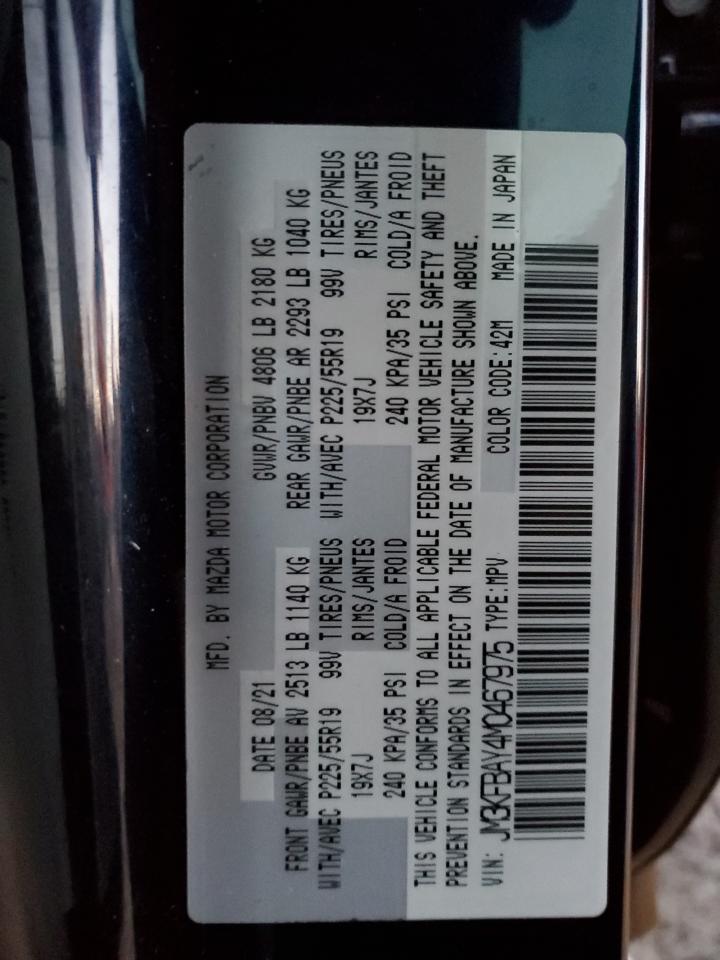 MFD. BY MAZDA MOTOR CORPORATION
DATE 08/21 GVWR/PNBV 4806 LB 2180 KG
FRONT GAWR/PNBE AV 2513 LB 1140 KG REAR GAWR/PNBE AR 2293 LB 1040 KG
WITH/AVEC P225/55R19 99V TIRES/PNEUS WITH/AVEC P225/55R19 99V TIRES/PNEUS
19X7J RIMS/JANTES 19X7J RIMS/JANTES
240 KPA/35 PSI COLD/A FROID 240 KPA/35 PSI COLD/A FROID
THIS VEHICLE CONFORMS TO ALL APPLICABLE FEDERAL MOTOR VEHICLE SAFETY AND THEFT
PREVENTION STANDARDS IN EFFECT ON THE DATE OF MANUFACTURE SHOWN ABOVE.
VIN: JM3KFBAY4M0467975 TYPE:MPV COLOR CODE:42M MADE IN JAPAN